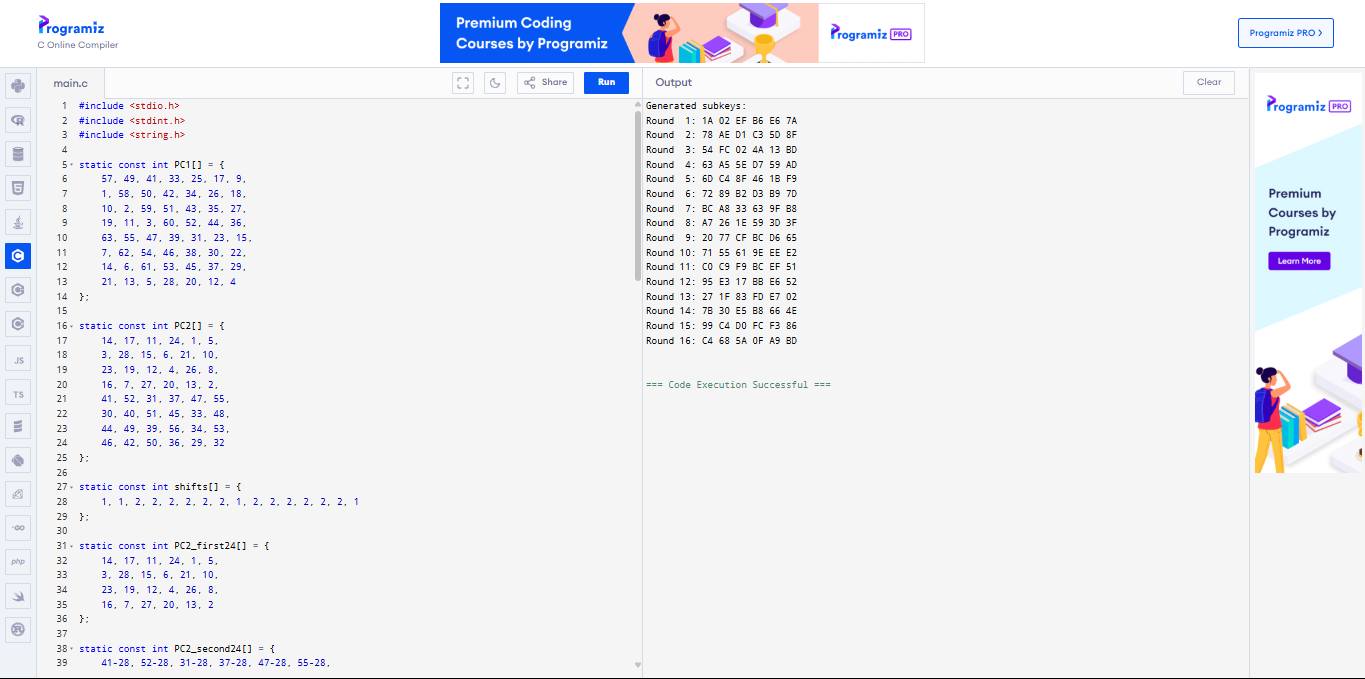 Programiz
C Online Compiler
Premium Coding
Courses by Programiz
Programiz PRO
Programiz PRO >
main.c
Share
Run
Output
Clear
1 #include <stdio.h>
2 #include <stdint.h>
3 #include <string.h>
4
5 static const int PC1[] = {
6 57, 49, 41, 33, 25, 17, 9,
7 1, 58, 50, 42, 34, 26, 18,
8 10, 2, 59, 51, 43, 35, 27,
9 19, 11, 3, 60, 52, 44, 36,
10 63, 55, 47, 39, 31, 23, 15,
11 7, 62, 54, 46, 38, 30, 22,
12 14, 6, 61, 53, 45, 37, 29,
13 21, 13, 5, 28, 20, 12, 4
14 };
15
16 static const int PC2[] = {
17 14, 17, 11, 24, 1, 5,
18 3, 28, 15, 6, 21, 10,
19 23, 19, 12, 4, 26, 8,
20 16, 7, 27, 20, 13, 2,
21 41, 52, 31, 37, 47, 55,
22 30, 40, 51, 45, 33, 48,
23 44, 49, 39, 56, 34, 53,
24 46, 42, 50, 36, 29, 32
25 };
26
27 static const int shifts[] = {
28 1, 1, 2, 2, 2, 2, 2, 2, 1, 2, 2, 2, 2, 2, 2, 1
29 };
30
31 static const int PC2_first24[] = {
32 14, 17, 11, 24, 1, 5,
33 3, 28, 15, 6, 21, 10,
34 23, 19, 12, 4, 26, 8,
35 16, 7, 27, 20, 13, 2
36 };
37
38 static const int PC2_second24[] = {
39 41-28, 52-28, 31-28, 37-28, 47-28, 55-28,
Generated subkeys:
Round 1: 1A 02 EF B6 E6 7A
Round 2: 78 AE D1 C3 5D 8F
Round 3: 54 FC 02 4A 13 BD
Round 4: 63 A5 5E D7 59 AD
Round 5: 6D C4 8F 46 1B F9
Round 6: 72 89 B2 D3 B9 7D
Round 7: BC A8 33 63 9F B8
Round 8: A7 26 1E 59 3D 3F
Round 9: 20 77 CF BC D6 65
Round 10: 71 55 61 9E EE E2
Round 11: C0 C9 F9 BC EF 51
Round 12: 95 E3 17 BB E6 52
Round 13: 27 1F 83 FD E7 02
Round 14: 7B 30 E5 B8 66 4E
Round 15: 99 C4 D0 FC F3 86
Round 16: C4 68 5A 0F A9 BD
=== Code Execution Successful ===
JS
TS
GO
php
Programiz PRO
Premium
Courses by
Programiz
Learn More